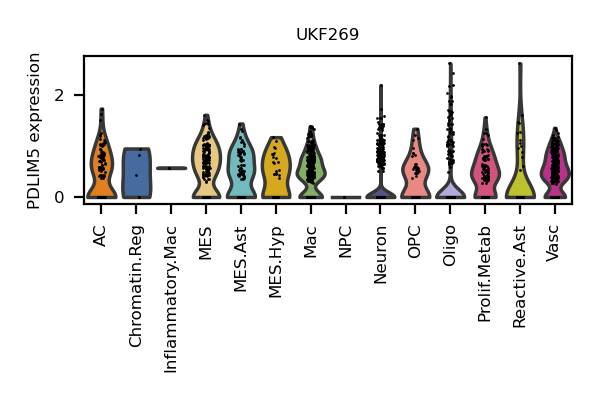 UKF269
PDLIM5 expression
2
0
AC
Chromatin.Reg
Inflammatory.Mac
MES
MES.Ast
MES.Hyp
Mac
NPC
Neuron
OPC
Oligo
Prolif.Metab
Reactive.Ast
Vasc